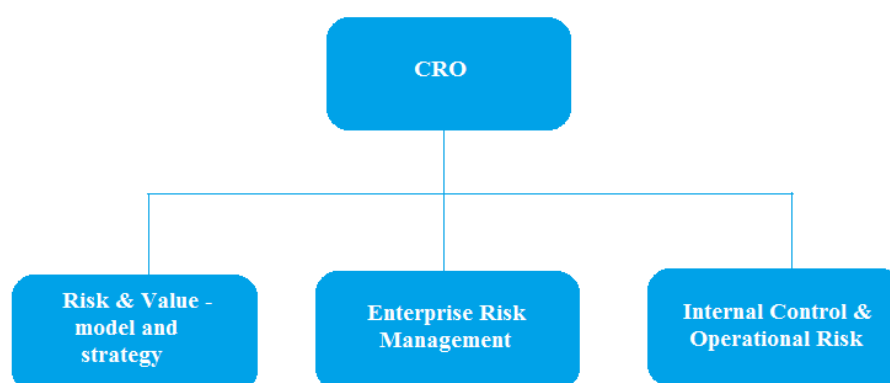 CRO
Risk & Value -
model and
strategy
Enterprise Risk
Management
Internal Control &
Operational Risk